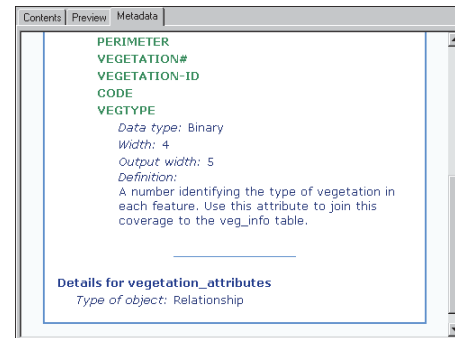 Contents Preview Metadata
PERIMETER
VEGETATION#
VEGETATION-ID
CODE
VEGTYPE
Data type: Binary
Width: 4
Output width: 5
Definition:
A number identifying the type of vegetation in
each feature. Use this attribute to join this
coverage to the veg_info table.
Details for vegetation_attributes
Type of object: Relationship